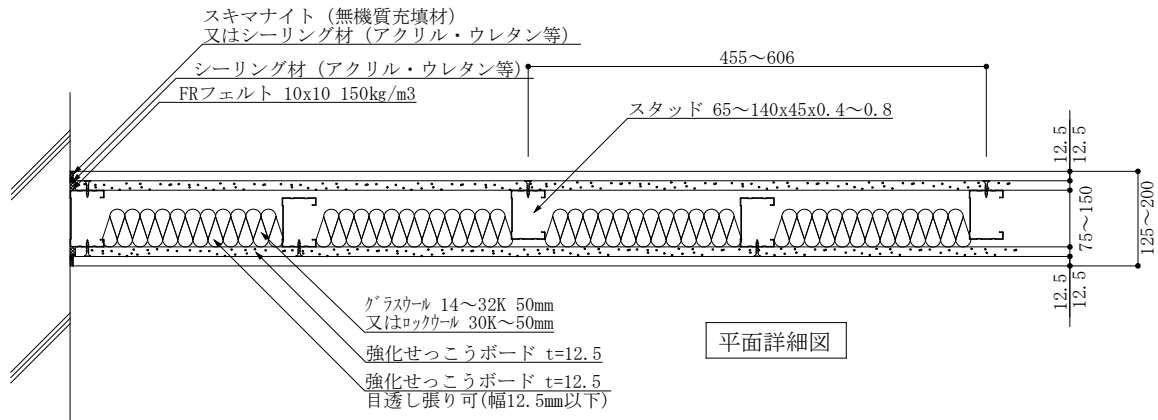 スキマナイト (無機質充填材)
又はシーリング材 (アクリル・ウレタン等)
シーリング材 (アクリル・ウレタン等)
FRフェルト 10x10 150kg/m3
455～606
スタッド 65～140x45x0.4～0.8
12.5
12.5
75～150
125～200
12.5
12.5
グラスウール 14～32K 50mm
又はロックウール 30K～50mm
平面詳細図
強化せっこうボード t=12.5
強化せっこうボード t=12.5
目透し張り可(幅12.5mm以下)